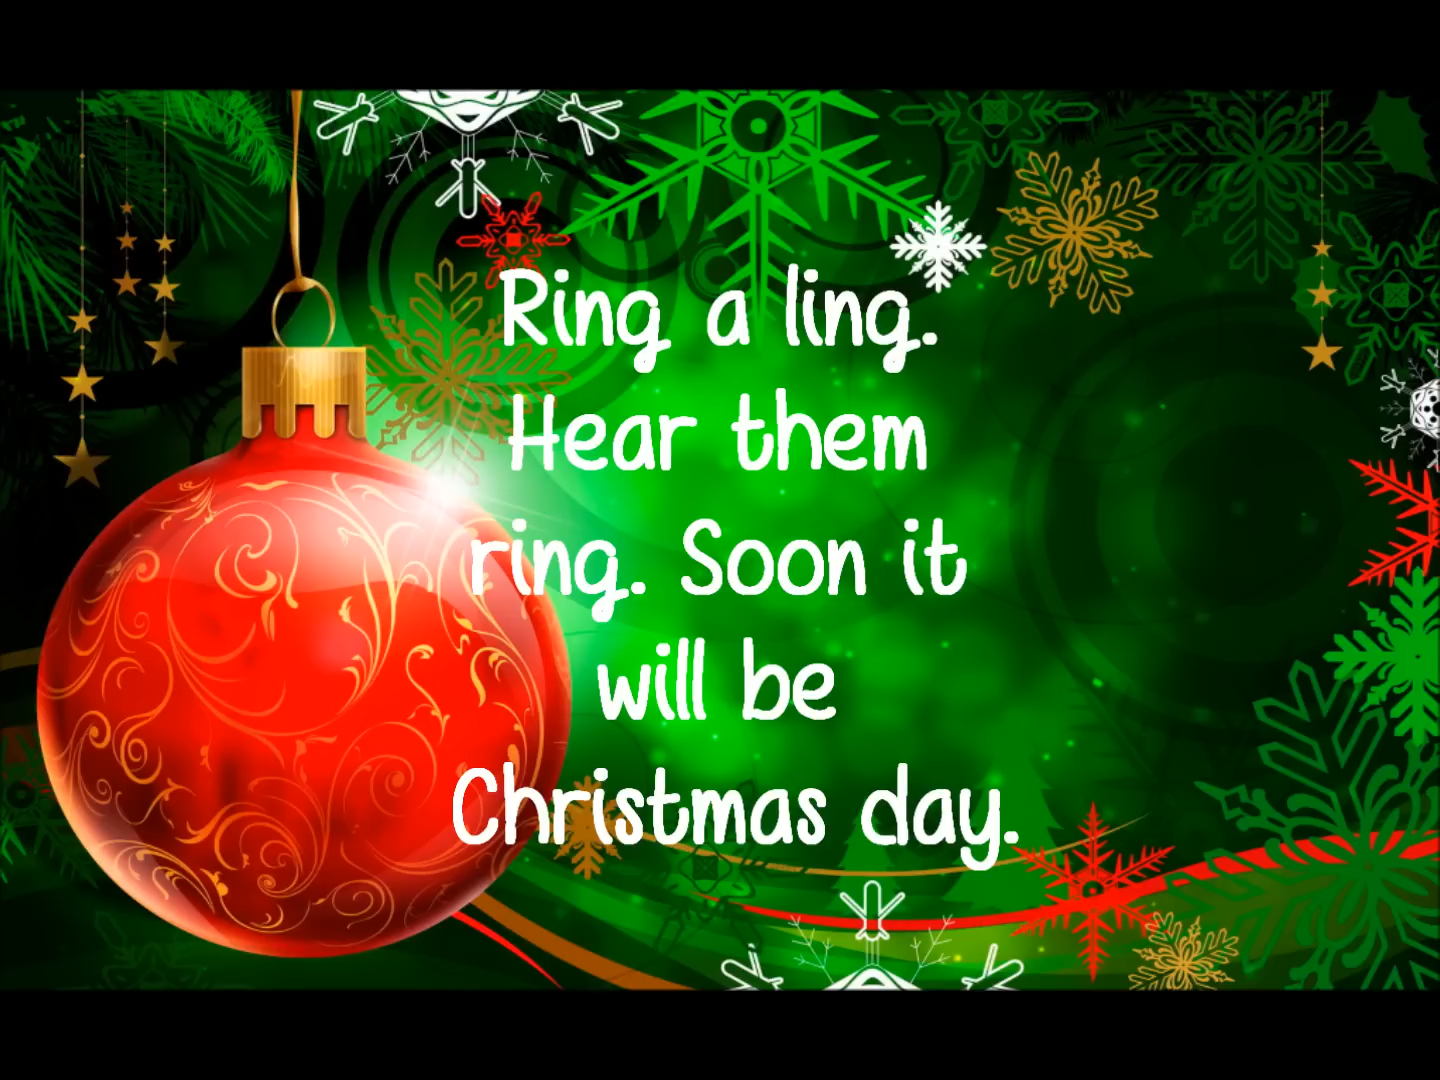 Ring a ling.
Hear them
ring. Soon it
will be
Christmas day.